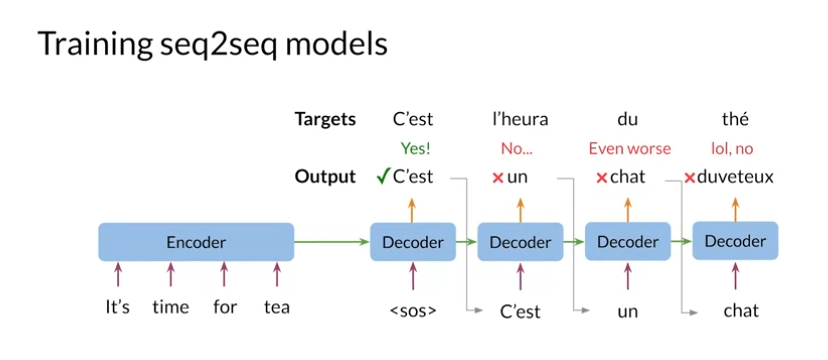 Training seq2seq models
Targets C'est l'heura du thé
Yes! No... Even worse lol, no
Output ✓C'est ×un ×chat ×duveteux
Encoder Decoder Decoder Decoder Decoder
It's time for tea <sos> C'est un chat